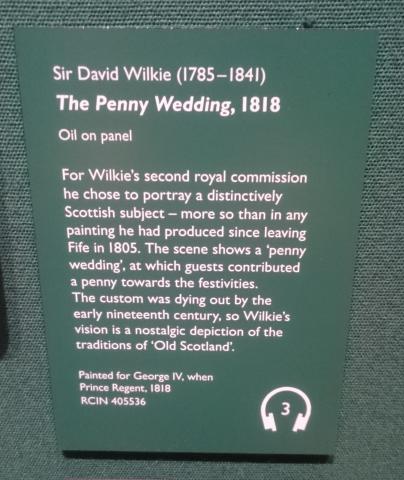 Sir David Wilkie (1785–1841)
The Penny Wedding, 1818
Oil on panel
For Wilkie's second royal commission
he chose to portray a distinctively
Scottish subject – more so than in any
painting he had produced since leaving
Fife in 1805. The scene shows a 'penny
wedding', at which guests contributed
a penny towards the festivities.
The custom was dying out by the
early nineteenth century, so Wilkie's
vision is a nostalgic depiction of the
traditions of 'Old Scotland'.
Painted for George IV, when
Prince Regent, 1818
RCIN 405536
3